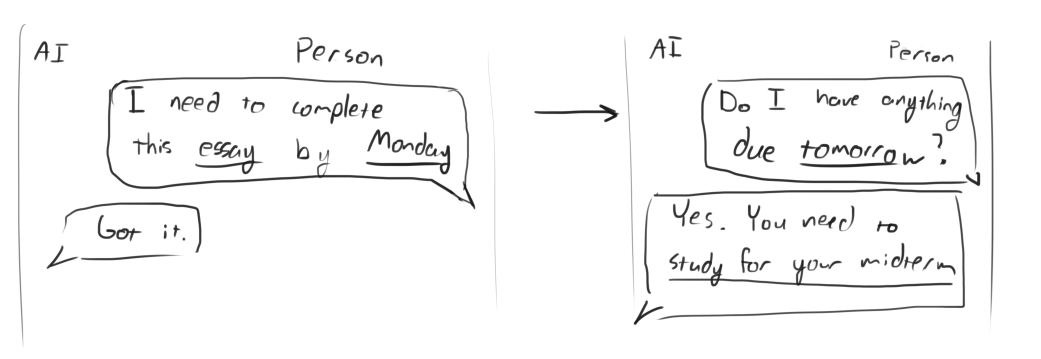 AI Person
I need to complete
this essay by Monday
Got it.
AI Person
Do I have anything
due tomorrow?
Yes. You need to
study for your midterm